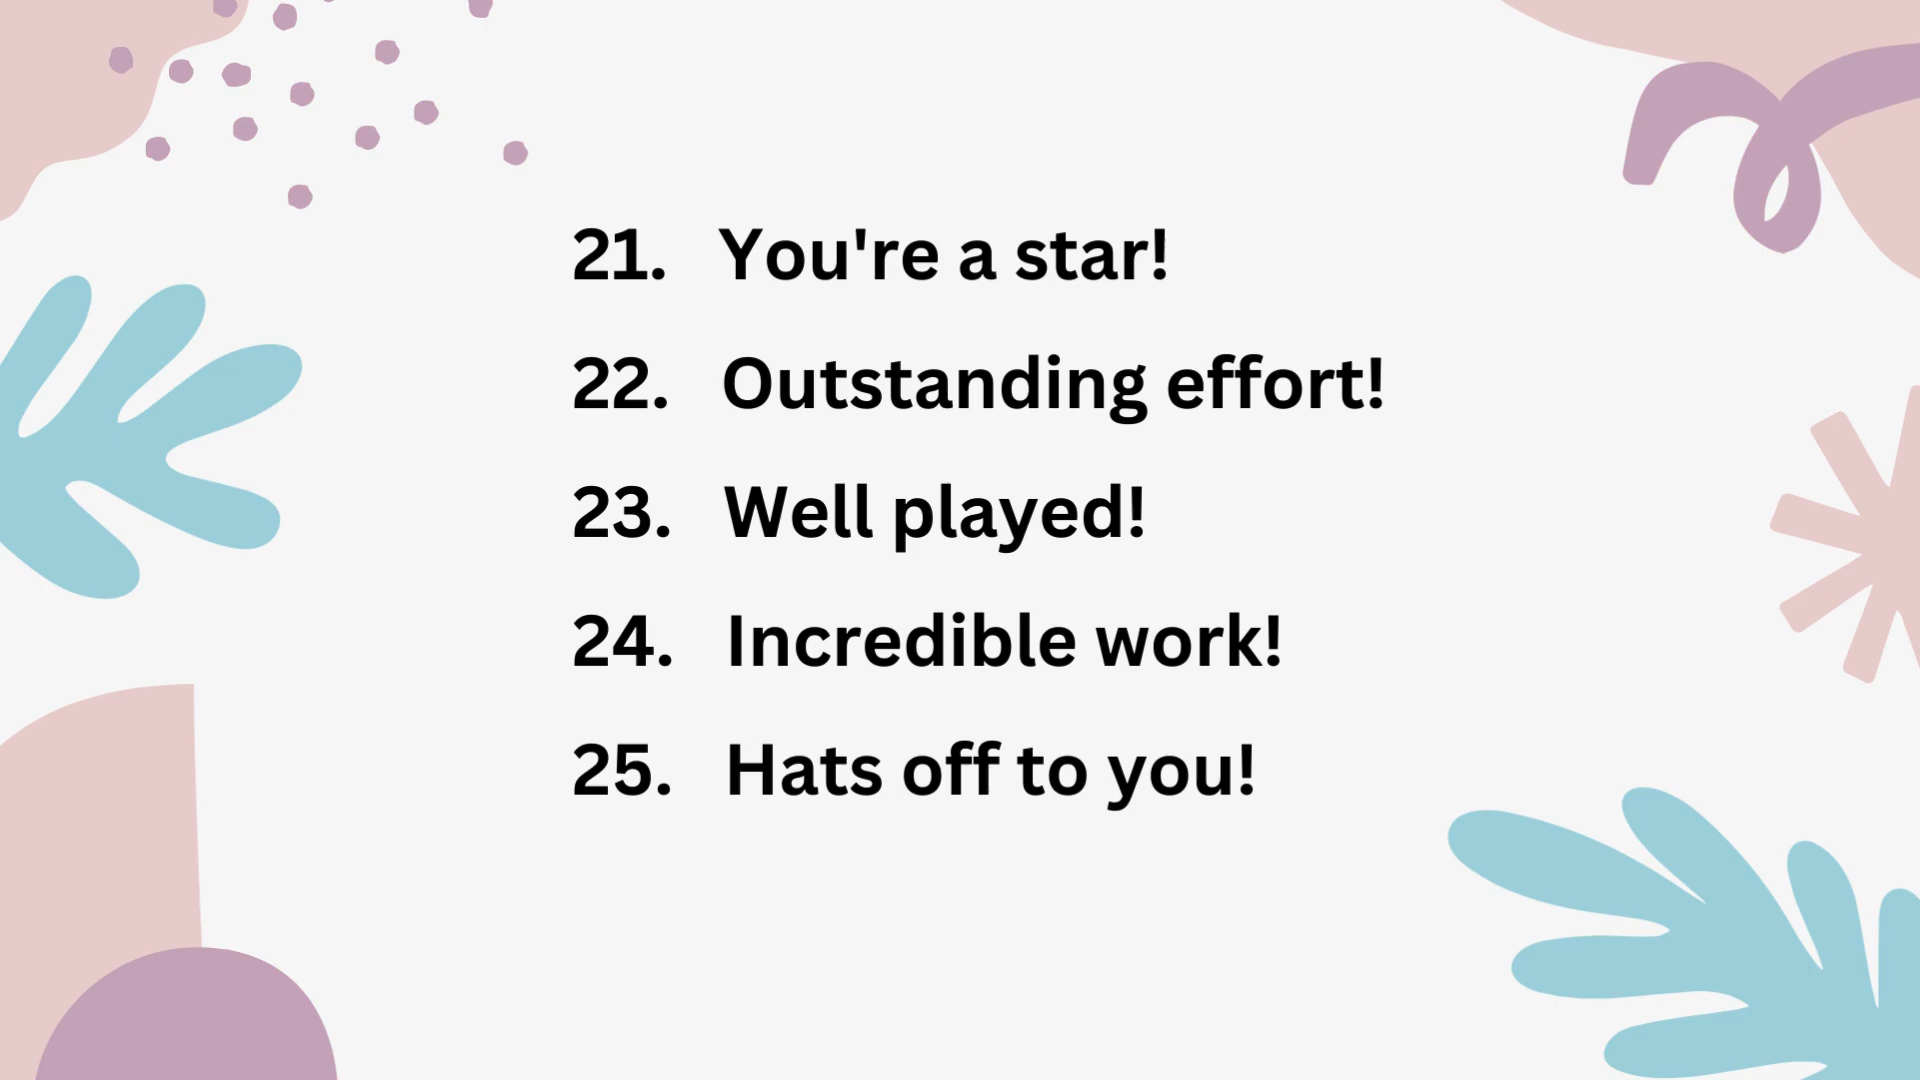 21. You're a star!
22. Outstanding effort!
23. Well played!
24. Incredible work!
25. Hats off to you!